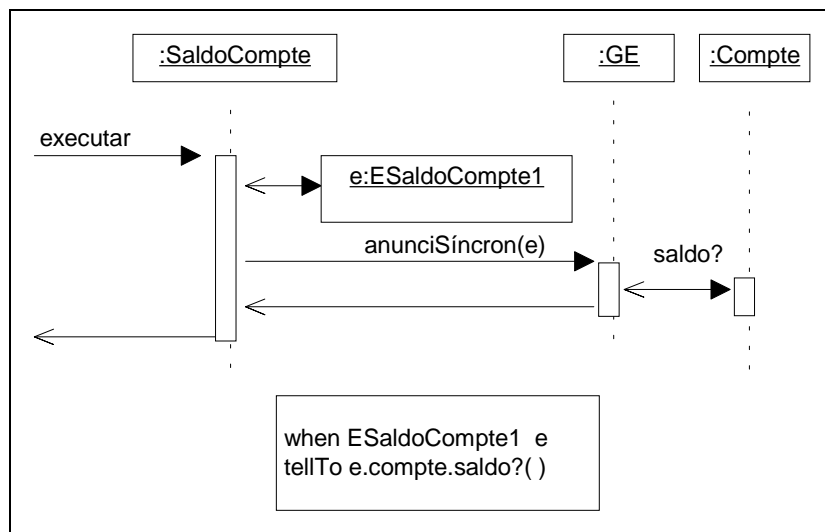 :SaldoCompte
:GE
:Compte
executar
e:ESaldoCompte1
anunciSíncron(e)
saldo?
when ESaldoCompte1 e
tellTo e.compte.saldo?( )